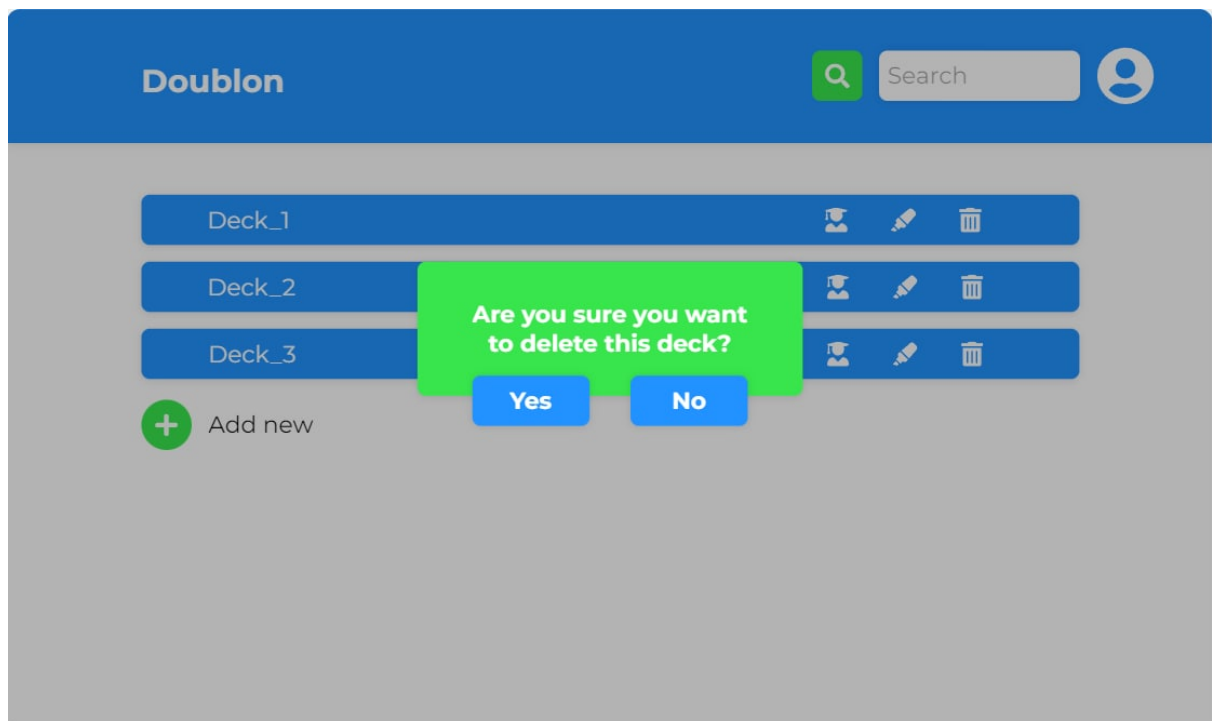 Doublon
Search
Deck_1
Deck_2
Deck_3
Are you sure you want
to delete this deck?
Yes No
Add new